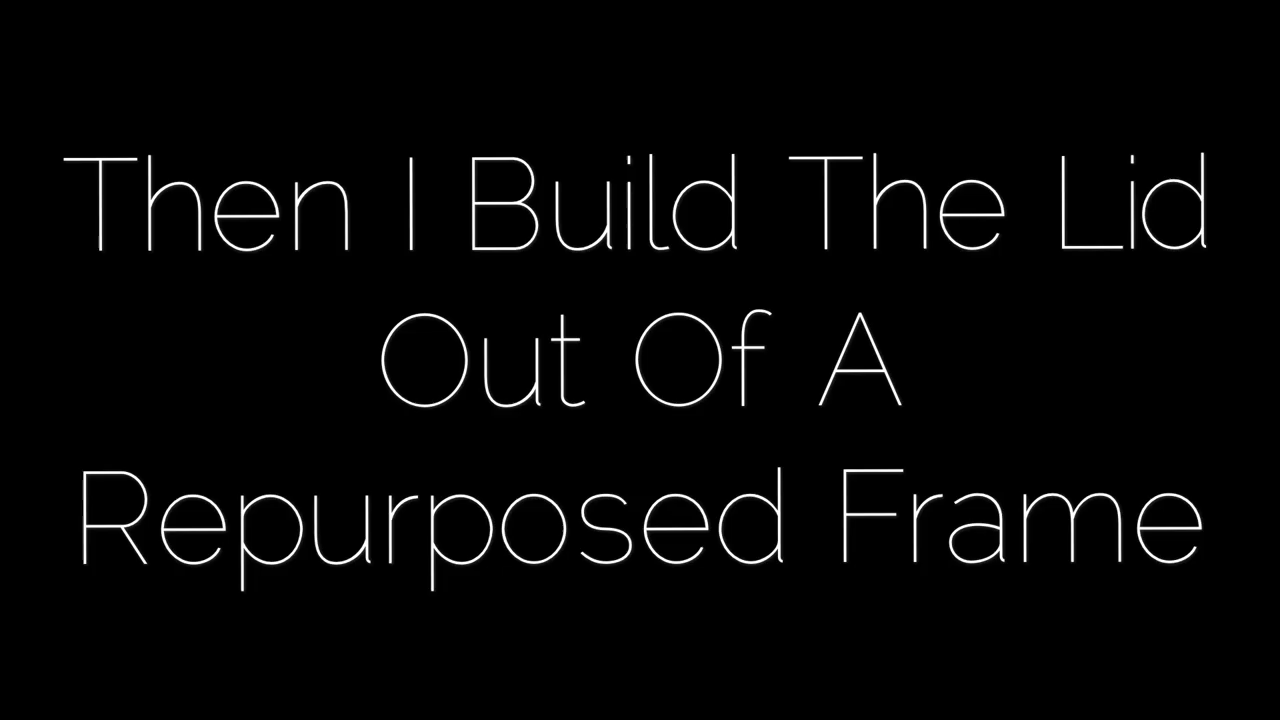 Then I Build The Lid
Out Of A
Repurposed Frame